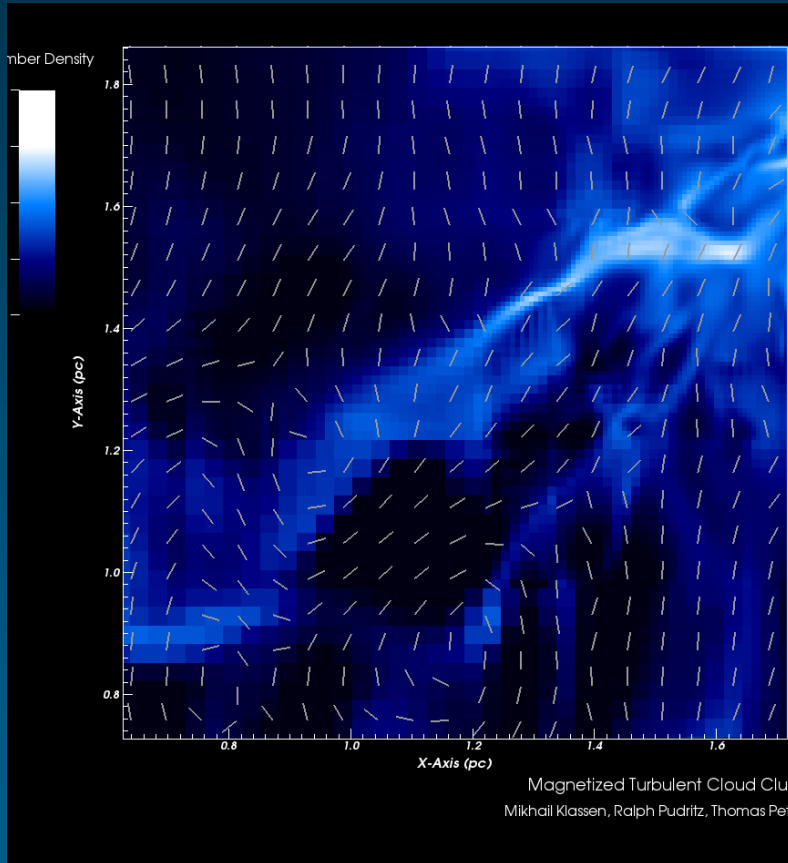 mber Density
1.8
1.6
1.4
1.2
1.0
0.8
Y-Axis (pc)
0.8
1.0
1.2
1.4
1.6
X-Axis (pc)
Magnetized Turbulent Cloud Clu
Mikhail Klassen, Ralph Pudritz, Thomas Pet